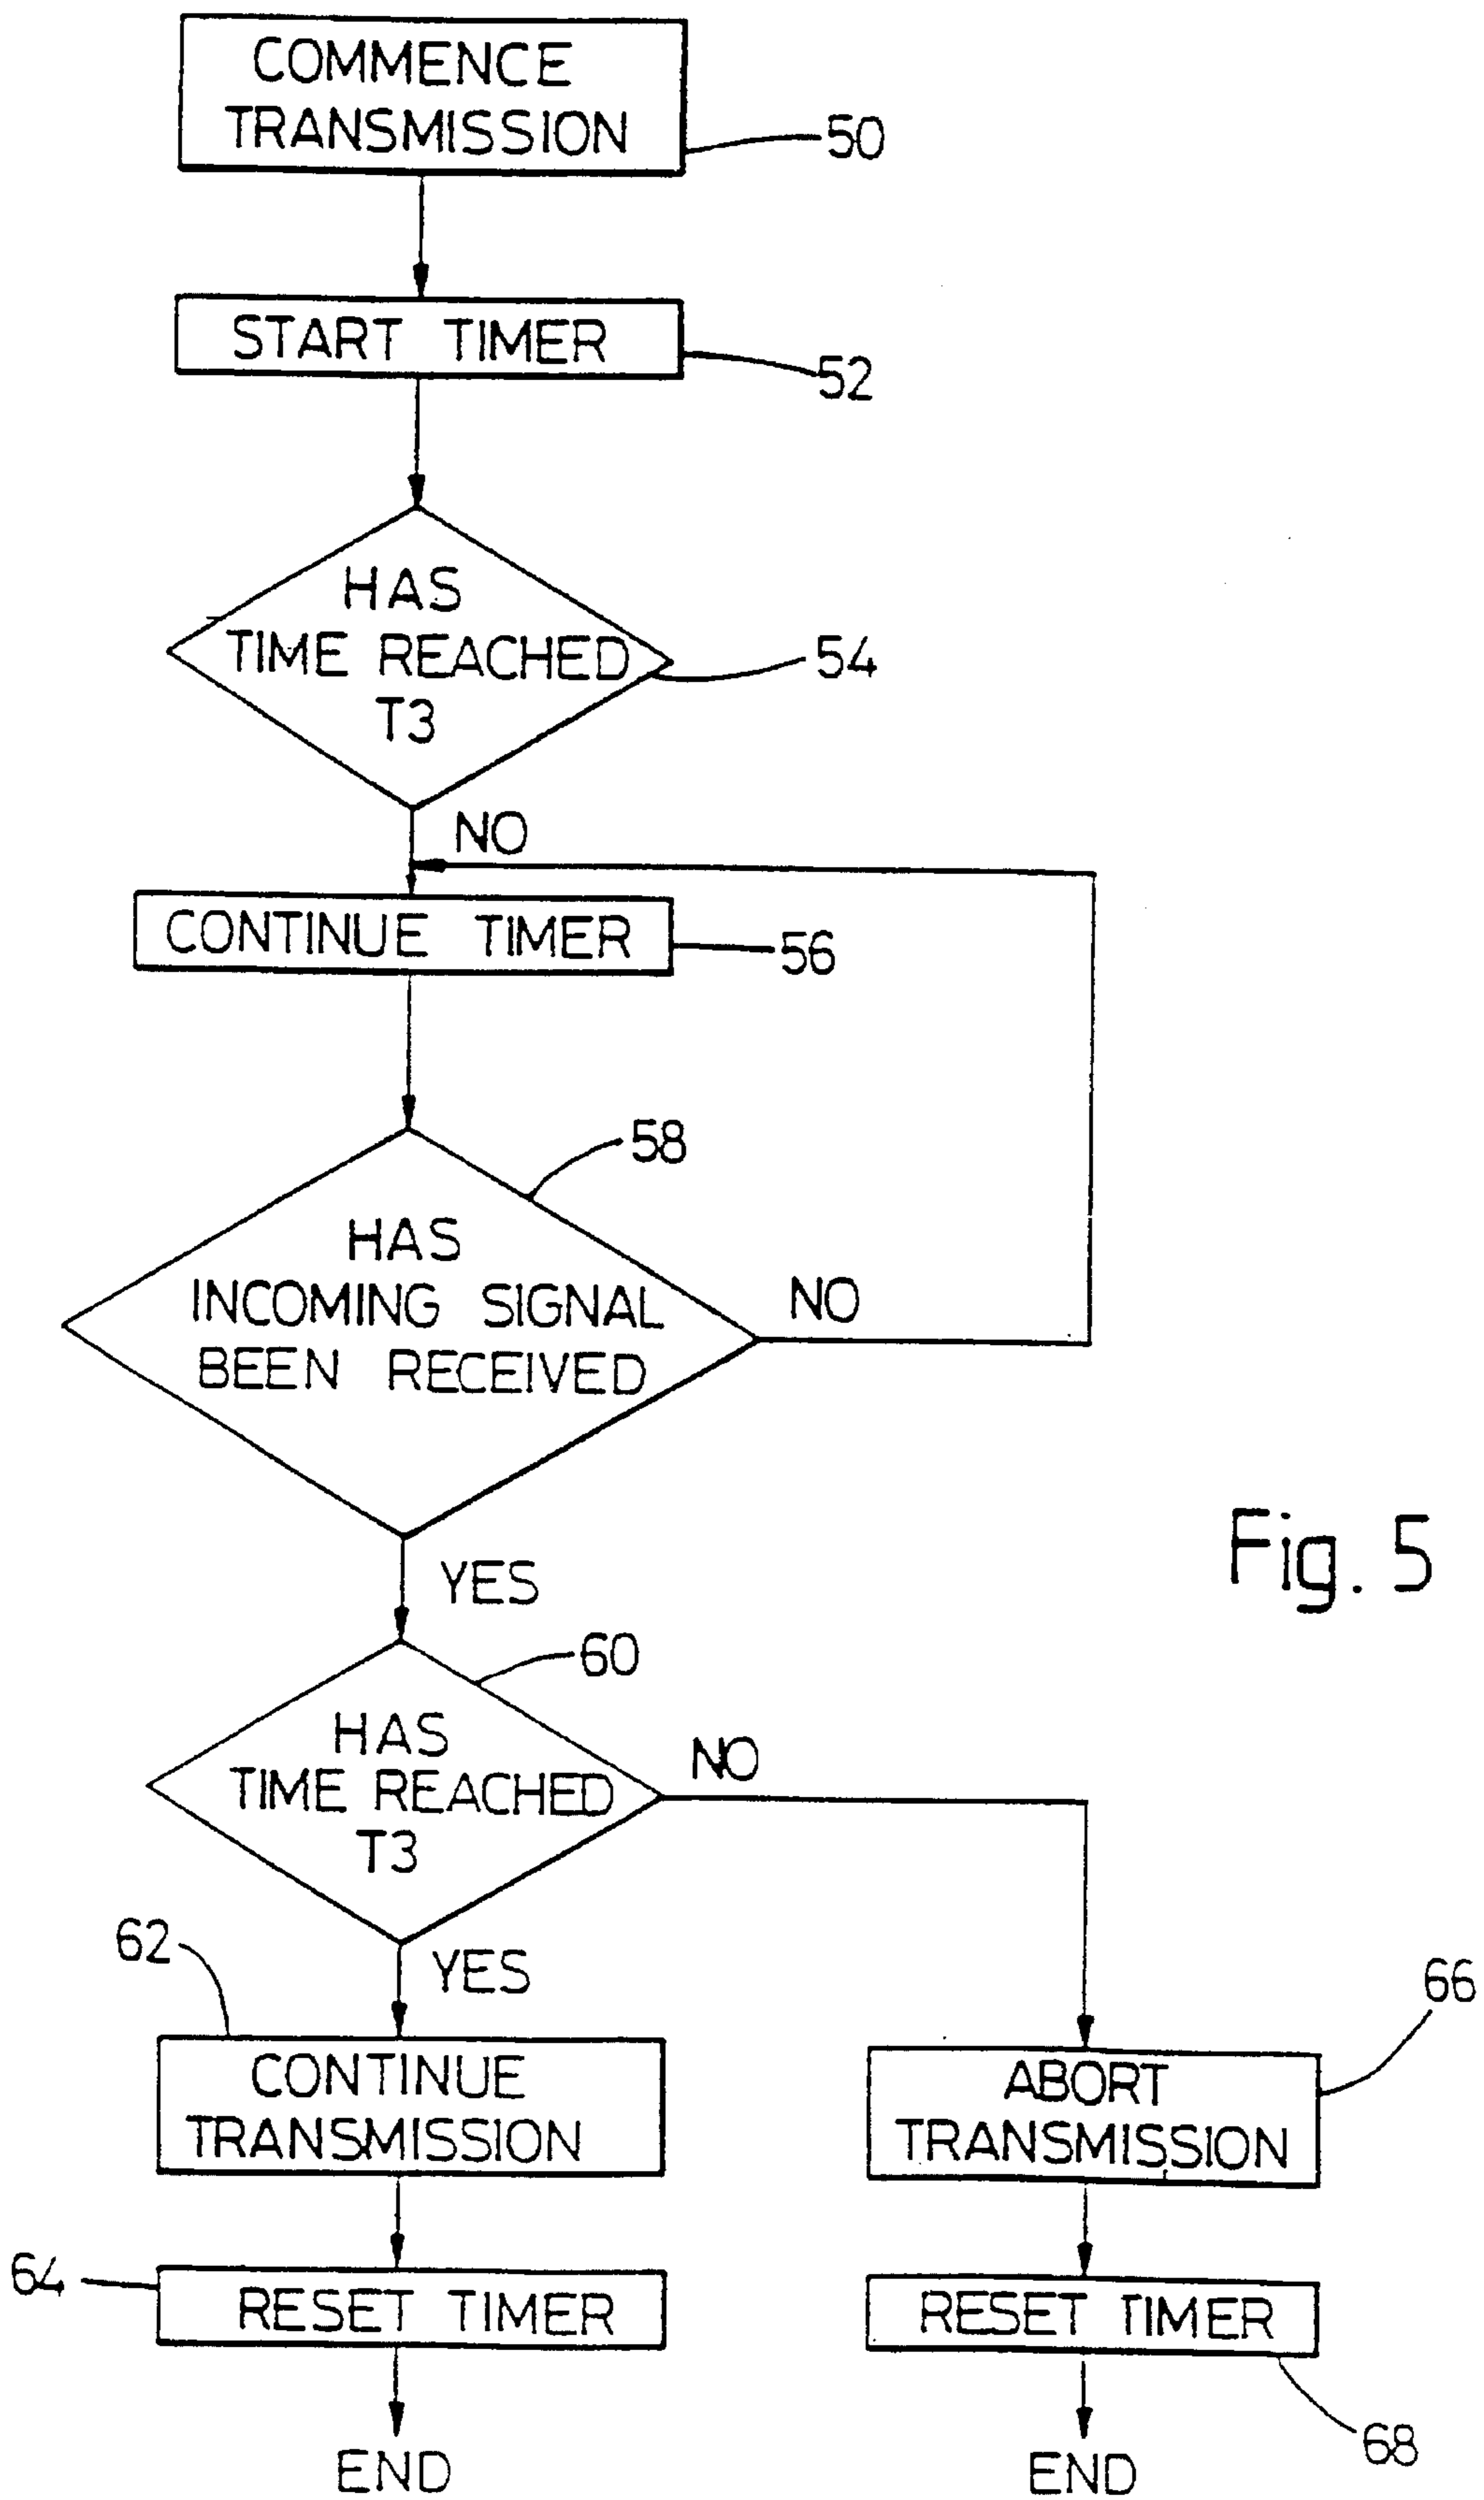 COMMENCE
TRANSMISSION
50
START TIMER
52
HAS
TIME REACHED
T3
54
NO
CONTINUE TIMER
56
58
HAS
INCOMING SIGNAL
BEEN RECEIVED
NO
YES
Fig. 5
60
HAS
TIME REACHED
T3
NO
YES
62
CONTINUE
TRANSMISSION
66
ABORT
TRANSMISSION
64
RESET TIMER
RESET TIMER
68
END
END